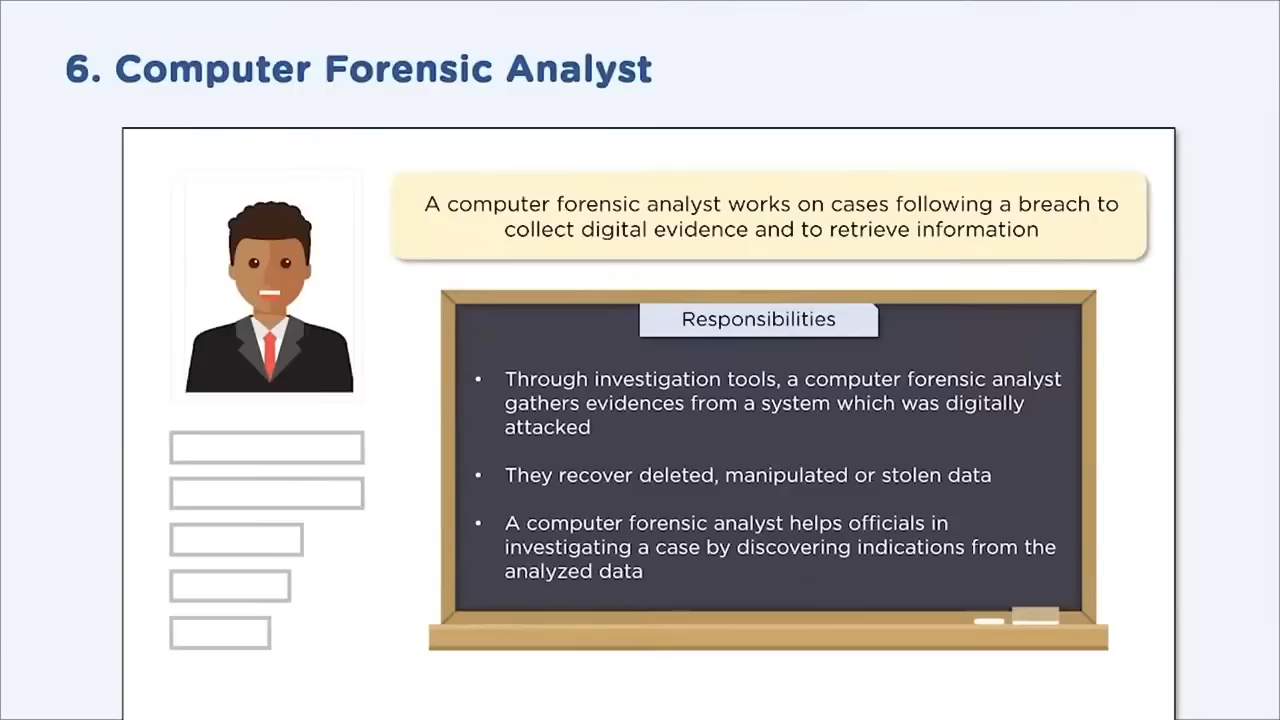 6. Computer Forensic Analyst
A computer forensic analyst works on cases following a breach to
collect digital evidence and to retrieve information
Responsibilities
• Through investigation tools, a computer forensic analyst
gathers evidences from a system which was digitally
attacked
• They recover deleted, manipulated or stolen data
• A computer forensic analyst helps officials in
investigating a case by discovering indications from the
analyzed data